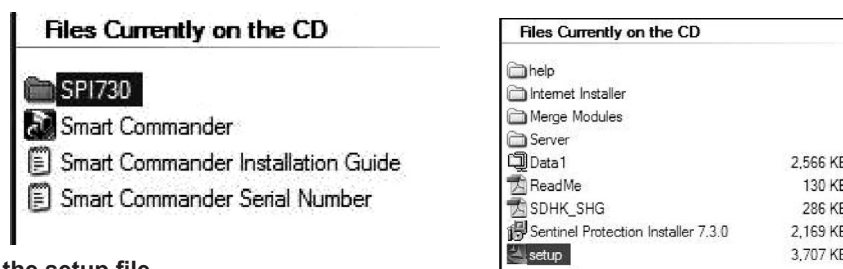 Files Currently on the CD
SPI730
Smart Commander
Smart Commander Installation Guide
Smart Commander Serial Number
the setup file
Files Currently on the CD
help
Internet Installer
Merge Modules
Server
Data1 2,566 KB
ReadMe 130 KB
SDHK_SHG 286 KB
Sentinel Protection Installer 7.3.0 2,169 KB
setup 3,707 KB